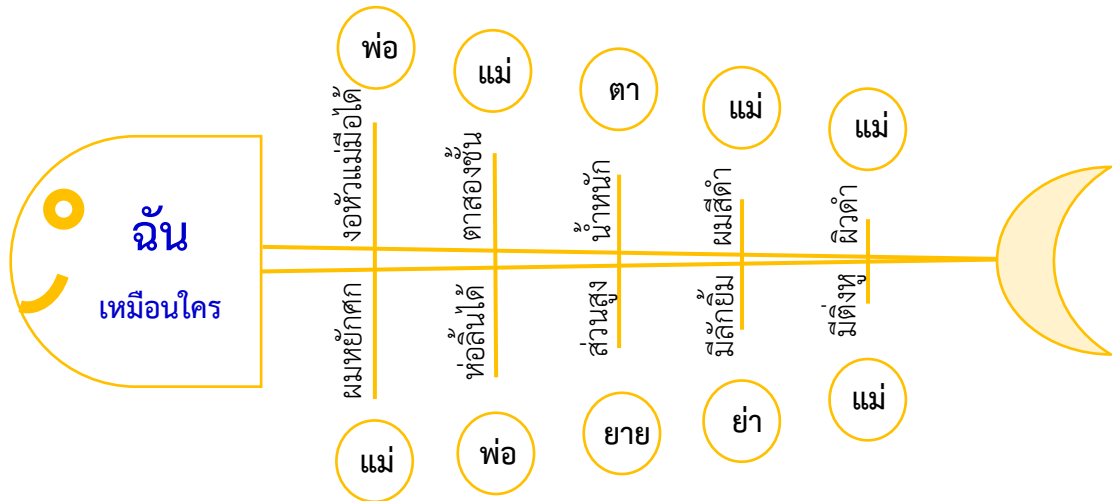 ฉัน
เหมือนใคร
พ่อ
งอหัวแม่มือได้
แม่
ตาสองชั้น
ตา
น้ำหนัก
แม่
ผมสีดำ
แม่
ผิวดำ
ผมหยักศก
แม่
ห่อลิ้นได้
พ่อ
ส่วนสูง
ยาย
มีลักยิ้ม
ย่า
มีติ่งหู
แม่